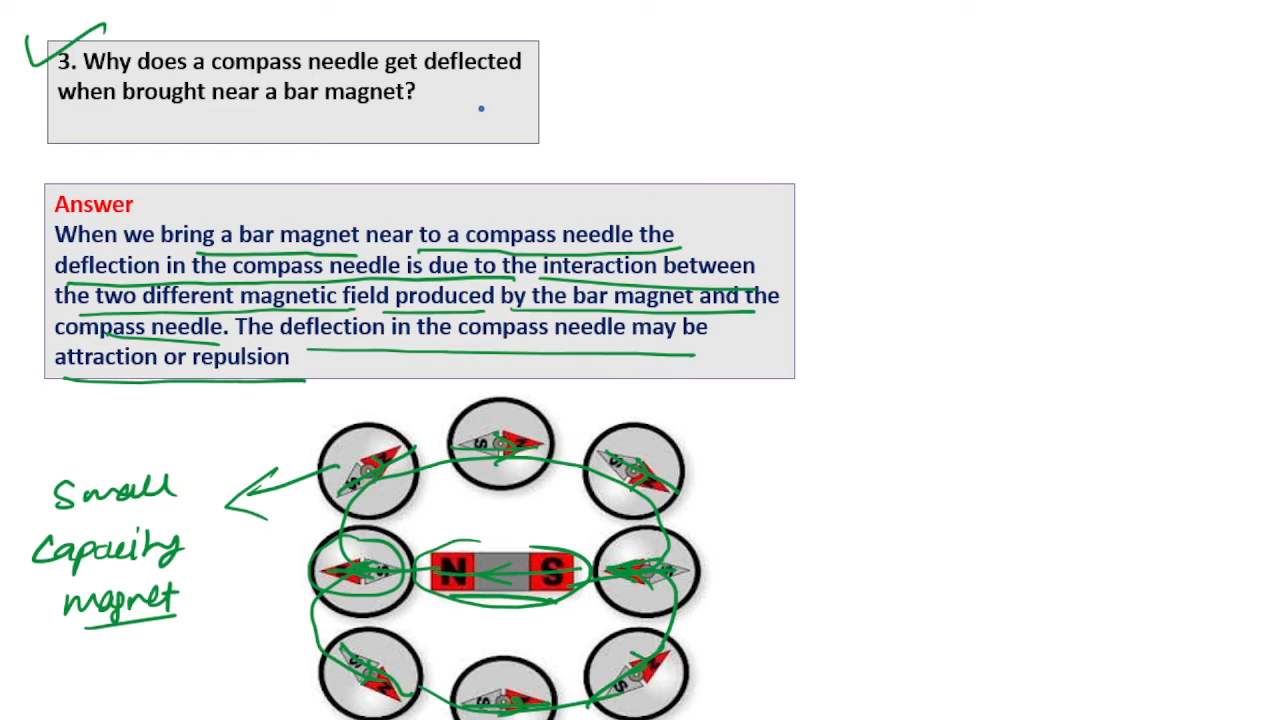 3. Why does a compass needle get deflected
when brought near a bar magnet?
Answer
When we bring a bar magnet near to a compass needle the
deflection in the compass needle is due to the interaction between
the two different magnetic field produced by the bar magnet and the
compass needle. The deflection in the compass needle may be
attraction or repulsion
S N
S N
S N
Small
capacity
magnet
S
N S
S N
S N
S N